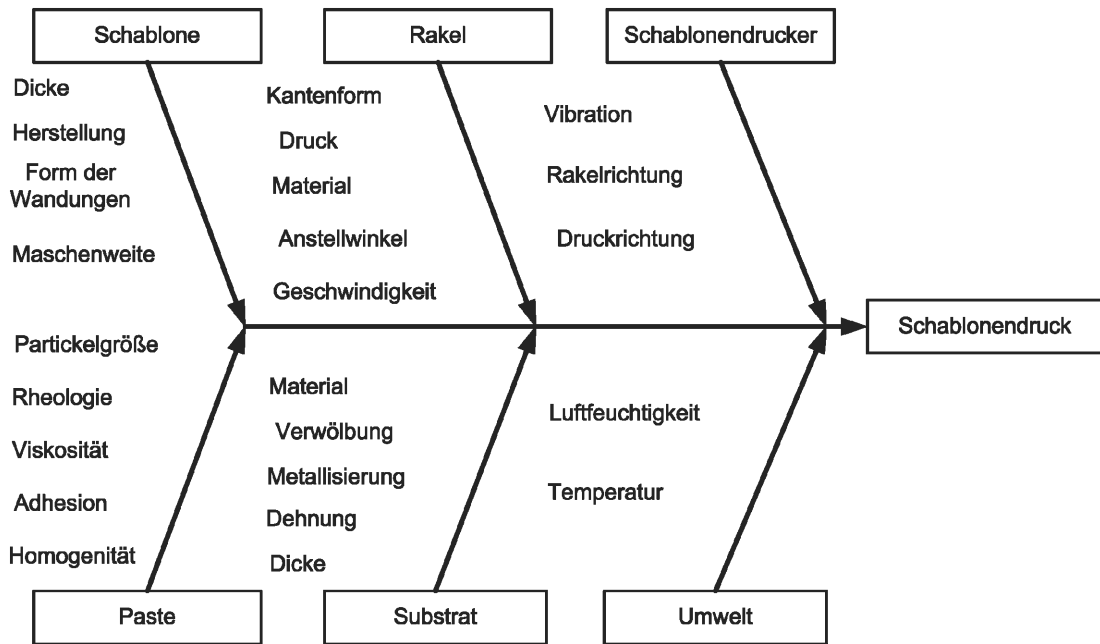 Schablone
Rakel
Schablonendrucker
Dicke
Herstellung
Form der
Wandungen
Maschenweite
Kantenform
Druck
Material
Anstellwinkel
Geschwindigkeit
Vibration
Rakelrichtung
Druckrichtung
Schablonendruck
Partickelgröße
Rheologie
Viskosität
Adhesion
Homogenität
Material
Verwölbung
Metallisierung
Dehnung
Dicke
Luftfeuchtigkeit
Temperatur
Paste
Substrat
Umwelt